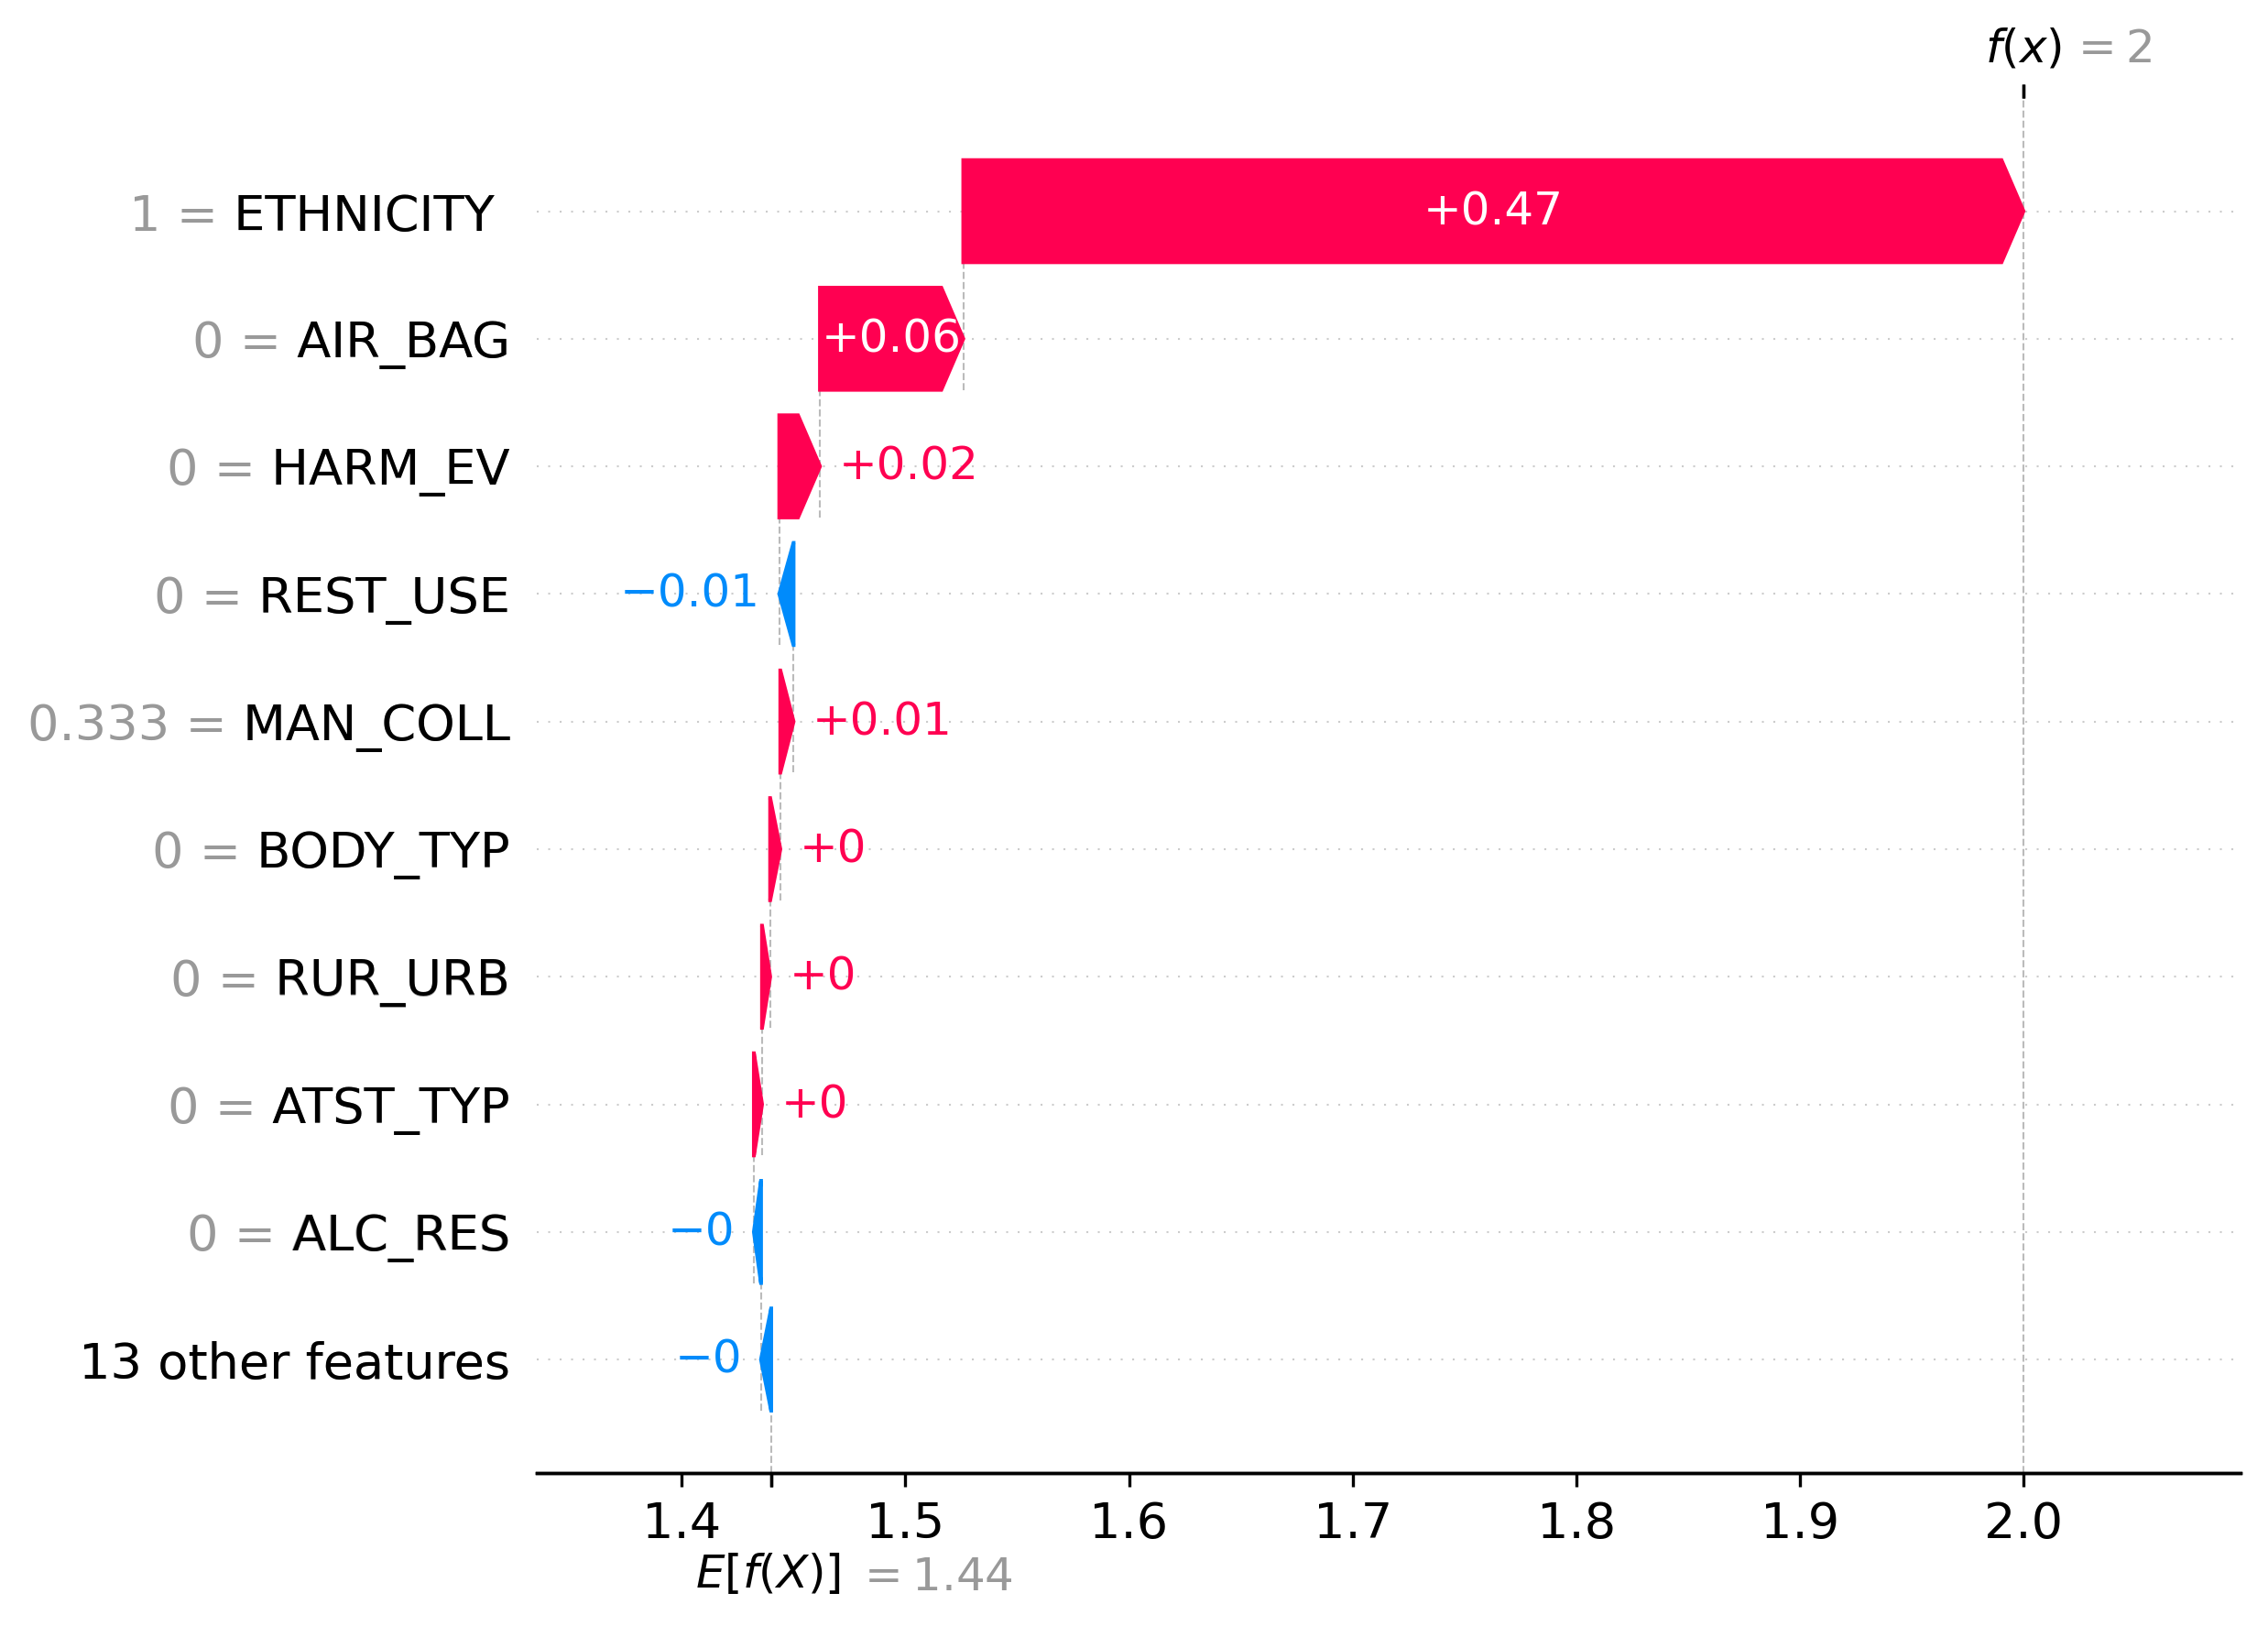 f(x) = 2
1 = ETHNICITY
+0.47
0 = AIR_BAG
+0.06
0 = HARM_EV
+0.02
0 = REST_USE
−0.01
0.333 = MAN_COLL
+0.01
0 = BODY_TYP
+0
0 = RUR_URB
+0
0 = ATST_TYP
+0
0 = ALC_RES
−0
13 other features
−0
1.4 1.5 1.6 1.7 1.8 1.9 2.0
E[f(X)] = 1.44